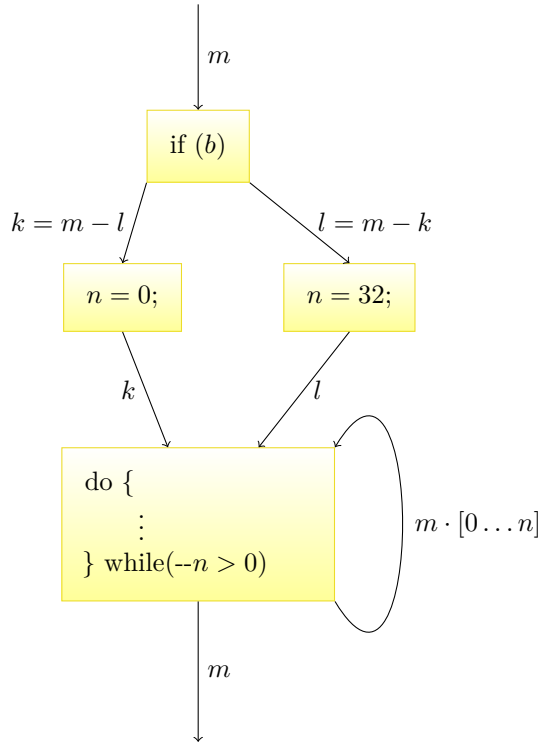 m
if (b)
k = m − l
l = m − k
n = 0;
n = 32;
k
l
do {
⋮
} while(--n > 0)
m · [0 … n]
m